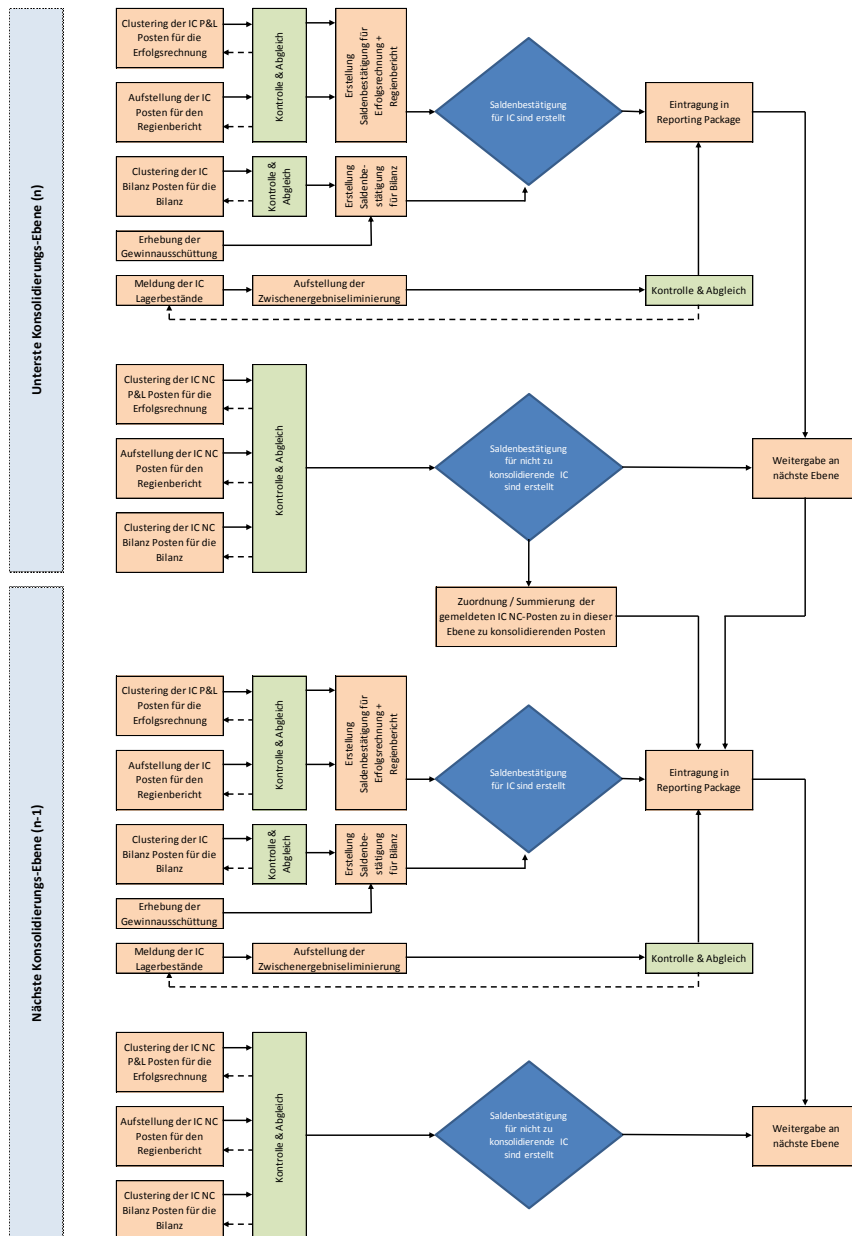 Unterste Konsolidierungs-Ebene (n)
Clustering der IC P&L
Posten für die
Erfolgsrechnung
Aufstellung der IC
Posten für den
Regienbericht
Kontrolle & Abgleich
Erstellung
Saldenbestätigung für
Erfolgsrechnung +
Regienbericht
Saldenbestätigung
für IC sind erstellt
Eintragung in
Reporting Package
Clustering der IC
Bilanz Posten für die
Bilanz
Kontrolle &
Abgleich
Erstellung
Saldenbe-
stätigung
für Bilanz
Erhebung der
Gewinnausschüttung
Meldung der IC
Lagerbestände
Aufstellung der
Zwischenergebniseliminierung
Kontrolle & Abgleich
Clustering der IC NC
P&L Posten für die
Erfolgsrechnung
Aufstellung der IC NC
Posten für den
Regienbericht
Clustering der IC NC
Bilanz Posten für die
Bilanz
Kontrolle & Abgleich
Saldenbestätigung
für nicht zu
konsolidierende IC
sind erstellt
Weitergabe an
nächste Ebene
Zuordnung / Summierung der
gemeldeten IC NC-Posten zu in dieser
Ebene zu konsolidierenden Posten
Nächste Konsolidierungs-Ebene (n-1)
Clustering der IC P&L
Posten für die
Erfolgsrechnung
Aufstellung der IC
Posten für den
Regienbericht
Kontrolle & Abgleich
Erstellung
Saldenbestätigung für
Erfolgsrechnung +
Regienbericht
Saldenbestätigung
für IC sind erstellt
Eintragung in
Reporting Package
Clustering der IC
Bilanz Posten für die
Bilanz
Kontrolle &
Abgleich
Erstellung
Saldenbe-
stätigung
für Bilanz
Erhebung der
Gewinnausschüttung
Meldung der IC
Lagerbestände
Aufstellung der
Zwischenergebniseliminierung
Kontrolle & Abgleich
Clustering der IC NC
P&L Posten für die
Erfolgsrechnung
Aufstellung der IC NC
Posten für den
Regienbericht
Clustering der IC NC
Bilanz Posten für die
Bilanz
Kontrolle & Abgleich
Saldenbestätigung
für nicht zu
konsolidierende IC
sind erstellt
Weitergabe an
nächste Ebene